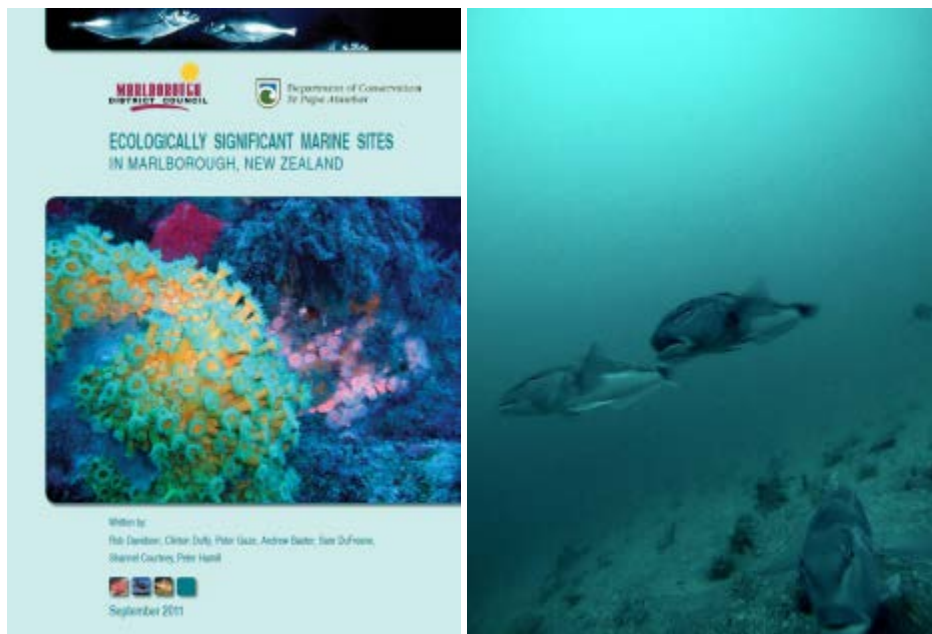 MARLBOROUGH
DISTRICT COUNCIL
Department of Conservation
Te Papa Atawhai
ECOLOGICALLY SIGNIFICANT MARINE SITES
IN MARLBOROUGH, NEW ZEALAND
Written by:
Rob Davidson, Clinton Duffy, Peter Gaze, Andrew Baxter, Sam DuFresne,
Shannel Courtney, Peter Hamill
September 2011